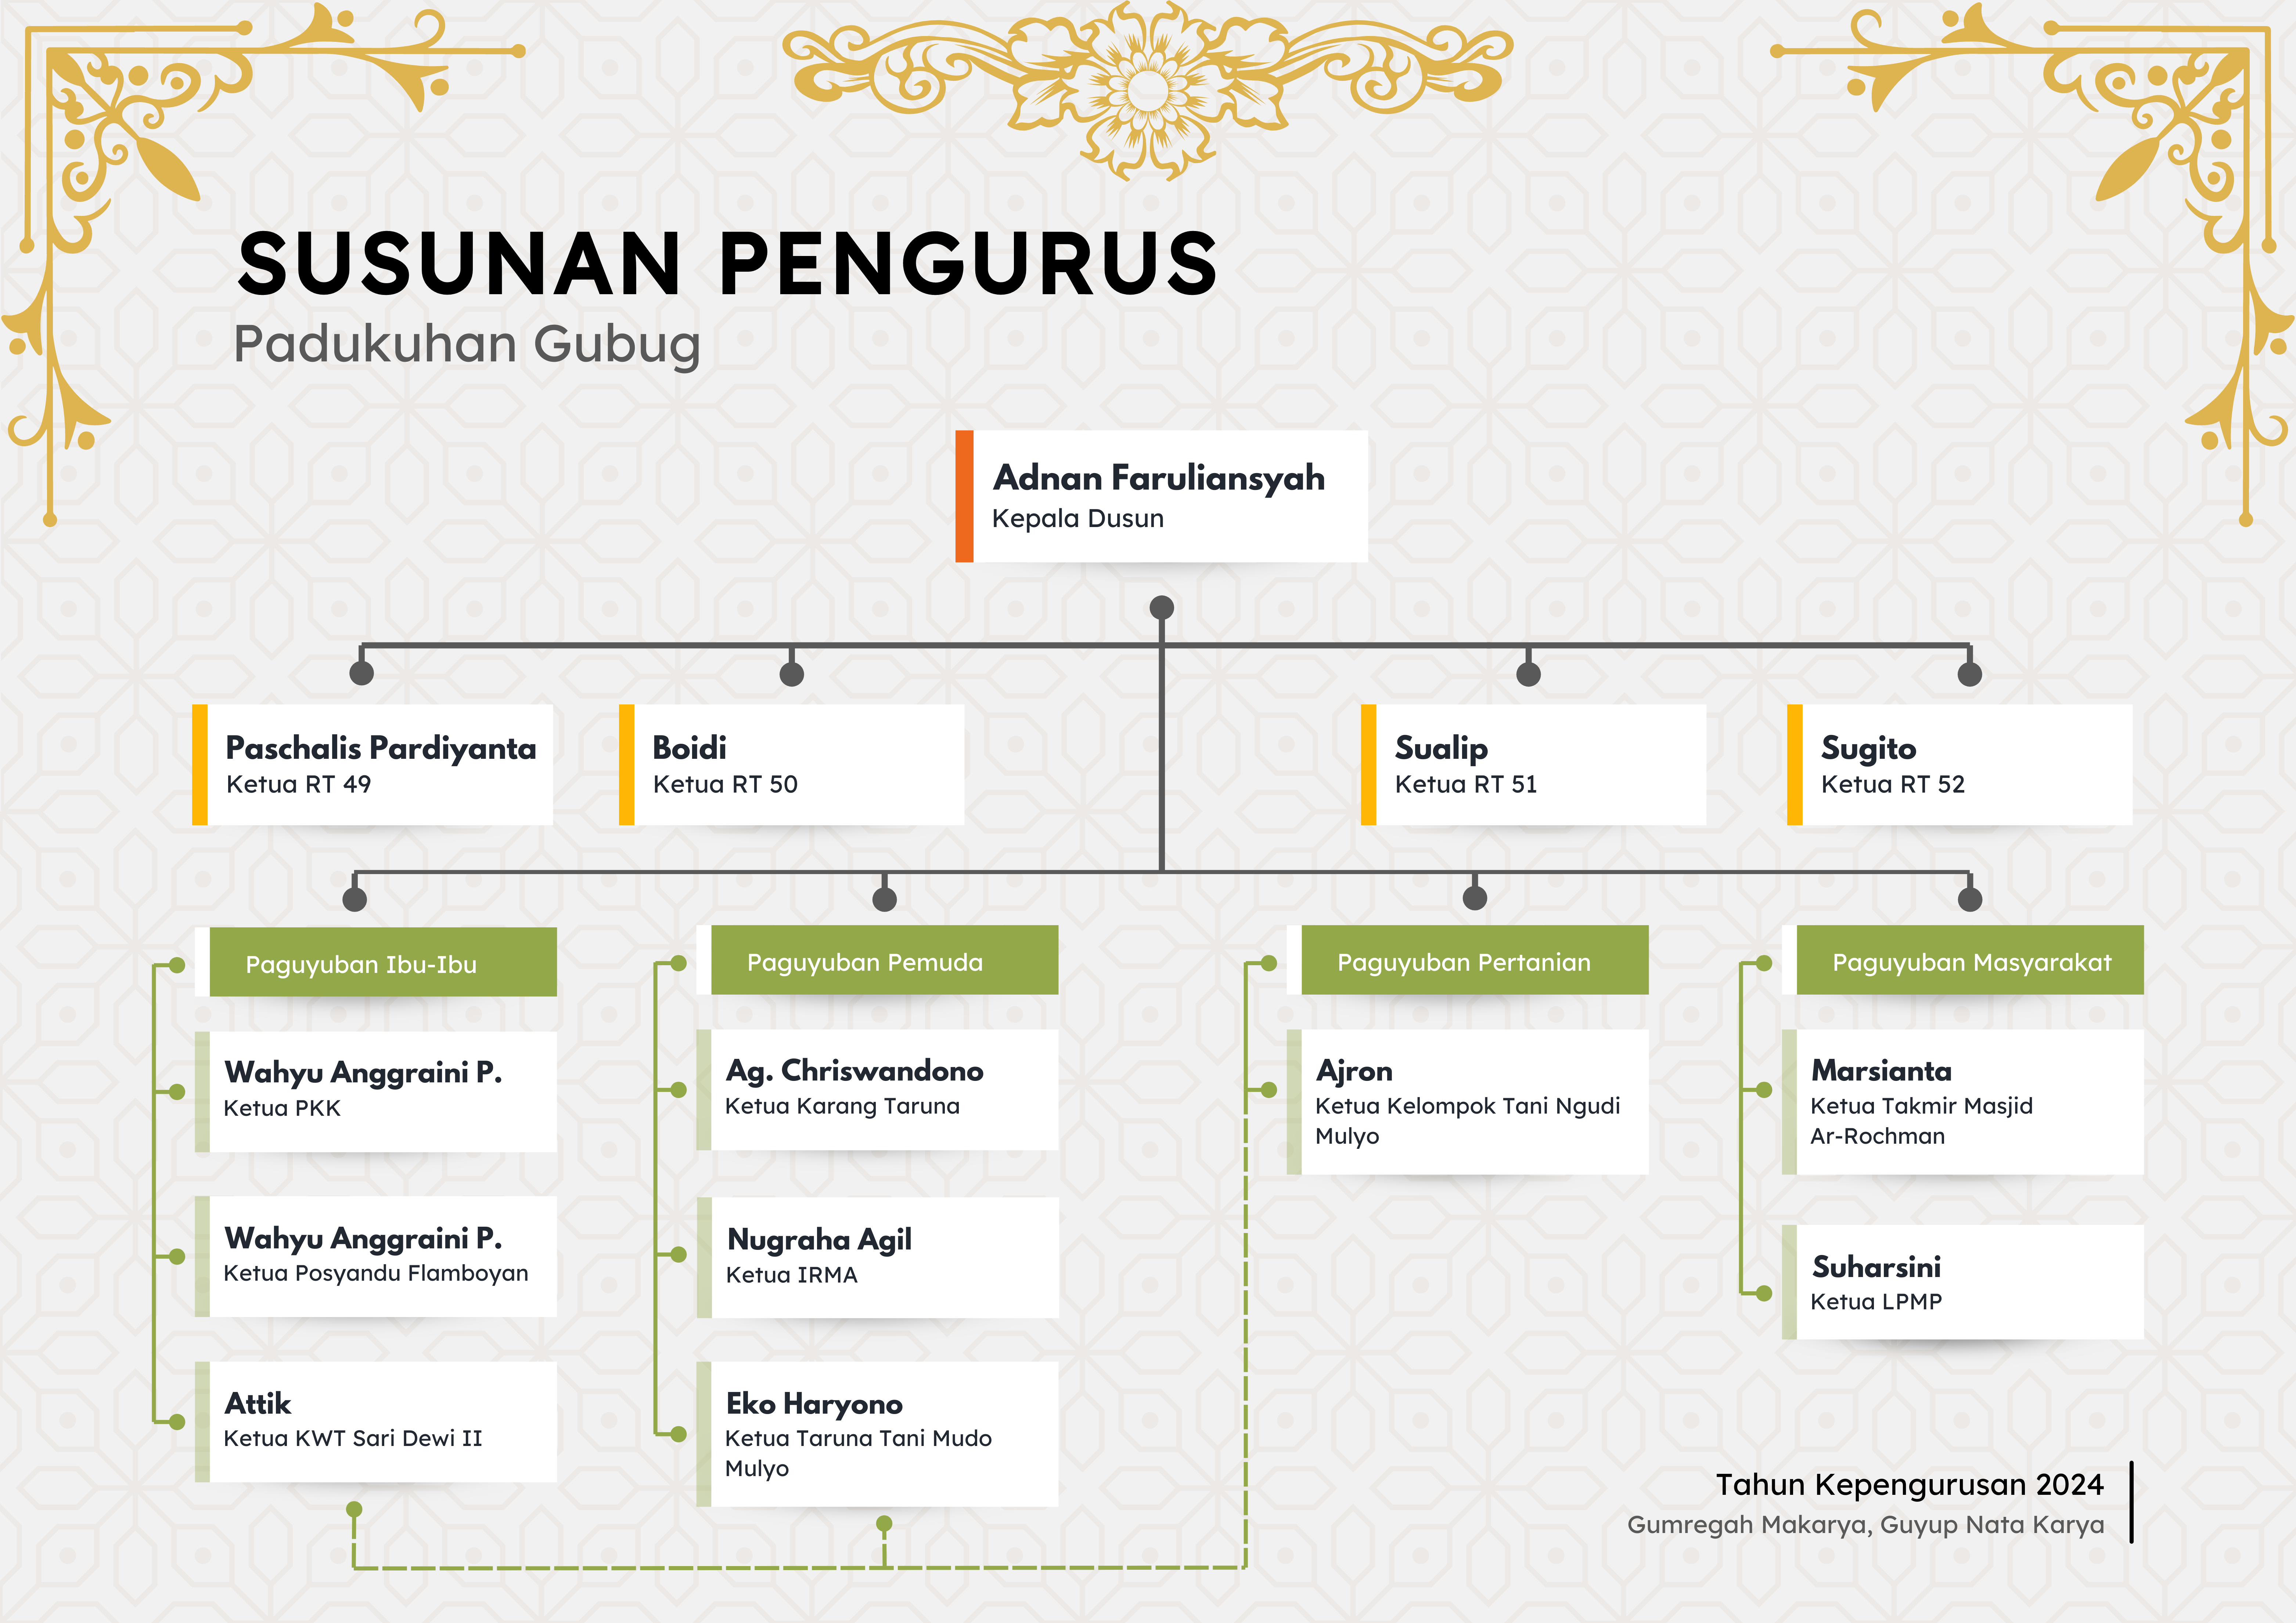 SUSUNAN PENGURUS
Padukuhan Gubug
Adnan Faruliansyah
Kepala Dusun
Paschalis Pardiyanta
Ketua RT 49
Boidi
Ketua RT 50
Sualip
Ketua RT 51
Sugito
Ketua RT 52
Paguyuban Ibu-Ibu
Wahyu Anggraini P.
Ketua PKK
Wahyu Anggraini P.
Ketua Posyandu Flamboyan
Attik
Ketua KWT Sari Dewi II
Paguyuban Pemuda
Ag. Chriswandono
Ketua Karang Taruna
Nugraha Agil
Ketua IRMA
Eko Haryono
Ketua Taruna Tani Mudo
Mulyo
Paguyuban Pertanian
Ajron
Ketua Kelompok Tani Ngudi
Mulyo
Paguyuban Masyarakat
Marsianta
Ketua Takmir Masjid
Ar-Rochman
Suharsini
Ketua LPMP
Tahun Kepengurusan 2024
Gumregah Makarya, Guyup Nata Karya